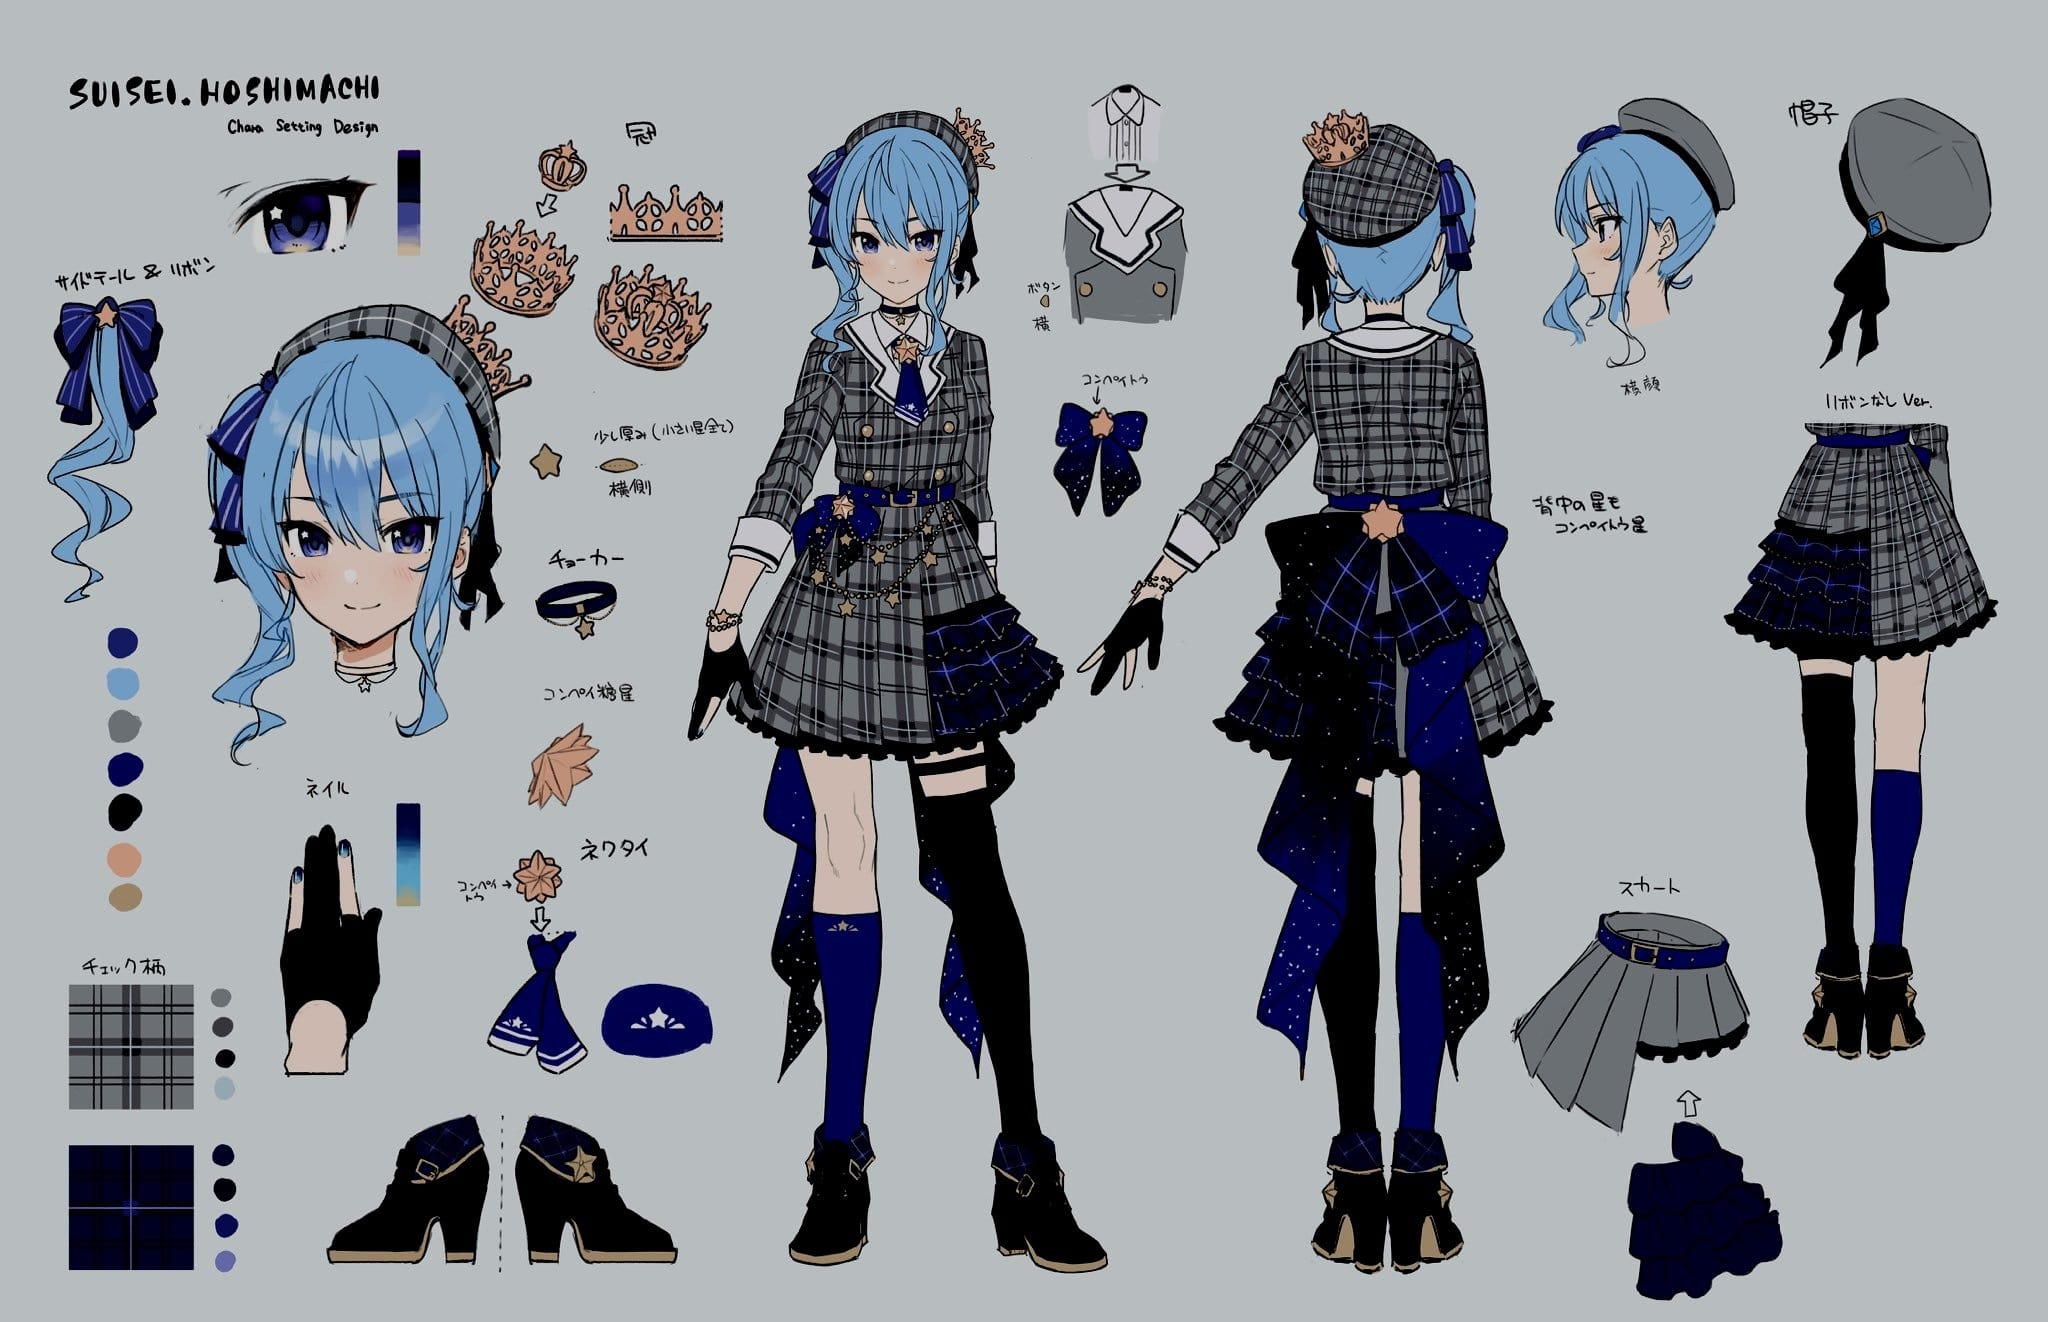 SUISEI.HOSHIMACHI
Chara Setting Design
冠
サイドテール & リボン
少し厚み(小さい星全て)
横側
チョーカー
コンペイ糖星
ネイル
ネクタイ
コンペイ
トウ
チェック柄
ボタン
横
コンペイトウ
背中の星も
コンペイトウ星
横顔
帽子
リボンなし Ver.
スカート